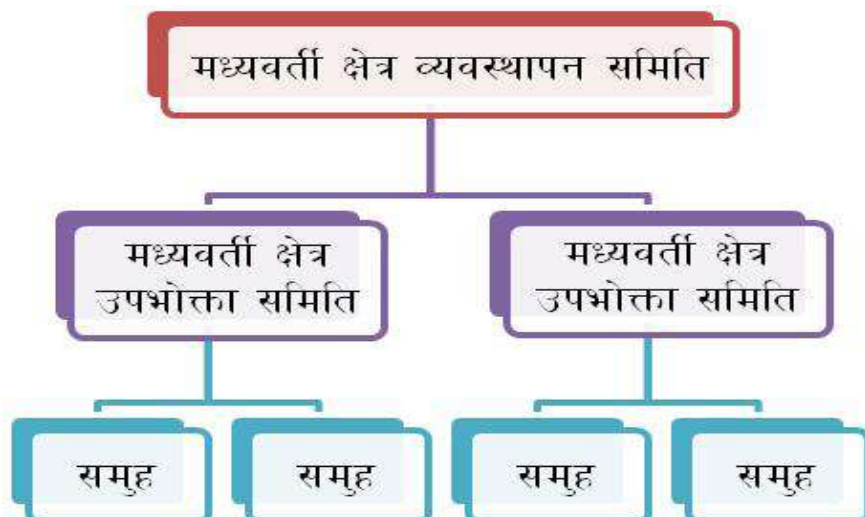 मध्यवर्ती क्षेत्र व्यवस्थापन समिति
मध्यवर्ती क्षेत्र
उपभोक्ता समिति
मध्यवर्ती क्षेत्र
उपभोक्ता समिति
समुह
समुह
समुह
समुह